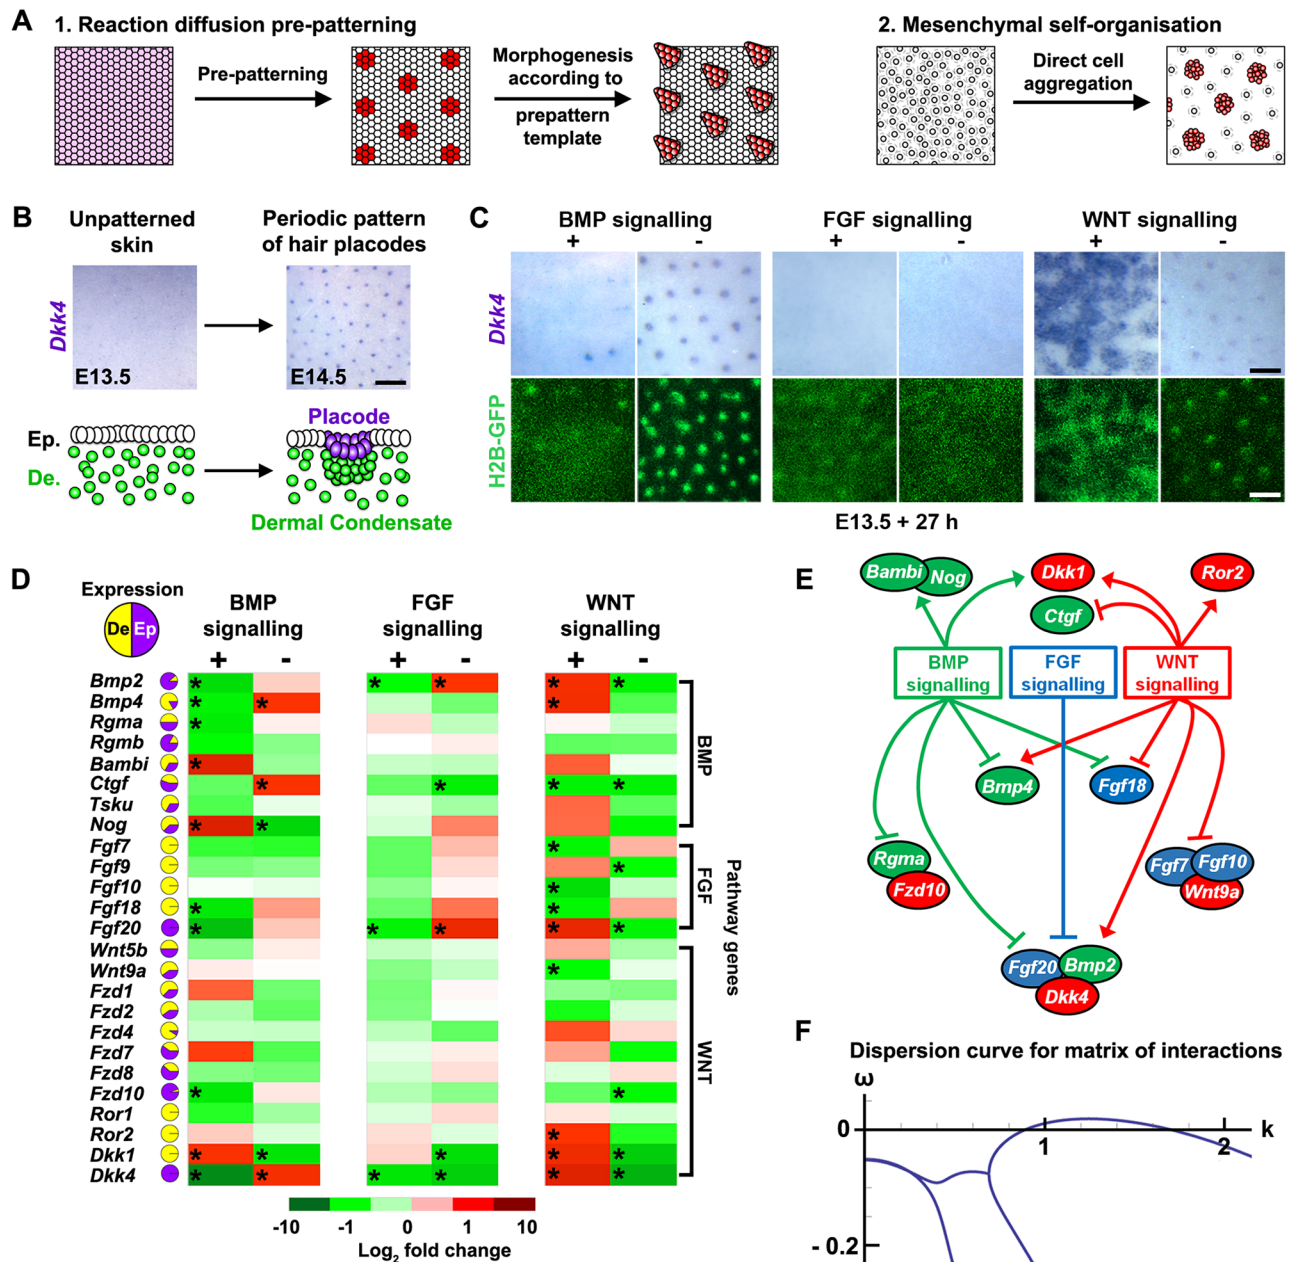 A
1. Reaction diffusion pre-patterning
Pre-patterning
Morphogenesis
according to
prepattern
template
2. Mesenchymal self-organisation
Direct cell
aggregation
B
Unpatterned
skin
Periodic pattern
of hair placodes
Dkk4
E13.5
E14.5
Placode
Ep.
De.
Dermal Condensate
C
BMP signalling
FGF signalling
WNT signalling
+ - + - + -
Dkk4
H2B-GFP
E13.5 + 27 h
D
Expression
De Ep
BMP
signalling
FGF
signalling
WNT
signalling
+ - + - + -
Bmp2 * * * * *
Bmp4 * * *
Rgma *
Rgmb
Bambi *
Ctgf * * * *
Tsku
Nog * *
Fgf7 *
Fgf9 *
Fgf10 *
Fgf18 * *
Fgf20 * * * * *
Wnt5b
Wnt9a *
Fzd1
Fzd2
Fzd4
Fzd7
Fzd8
Fzd10 * *
Ror1
Ror2 *
Dkk1 * * * * *
Dkk4 * * * * * *
BMP
FGF
WNT
Pathway genes
-10 -1 0 1 10
Log2 fold change
E
Bambi
Nog
Dkk1
Ctgf
Ror2
BMP
signalling
FGF
signalling
WNT
signalling
Bmp4
Fgf18
Rgma
Fzd10
Fgf7
Fgf10
Wnt9a
Fgf20
Bmp2
Dkk4
F
Dispersion curve for matrix of interactions
ω
0
1
2
k
- 0.2